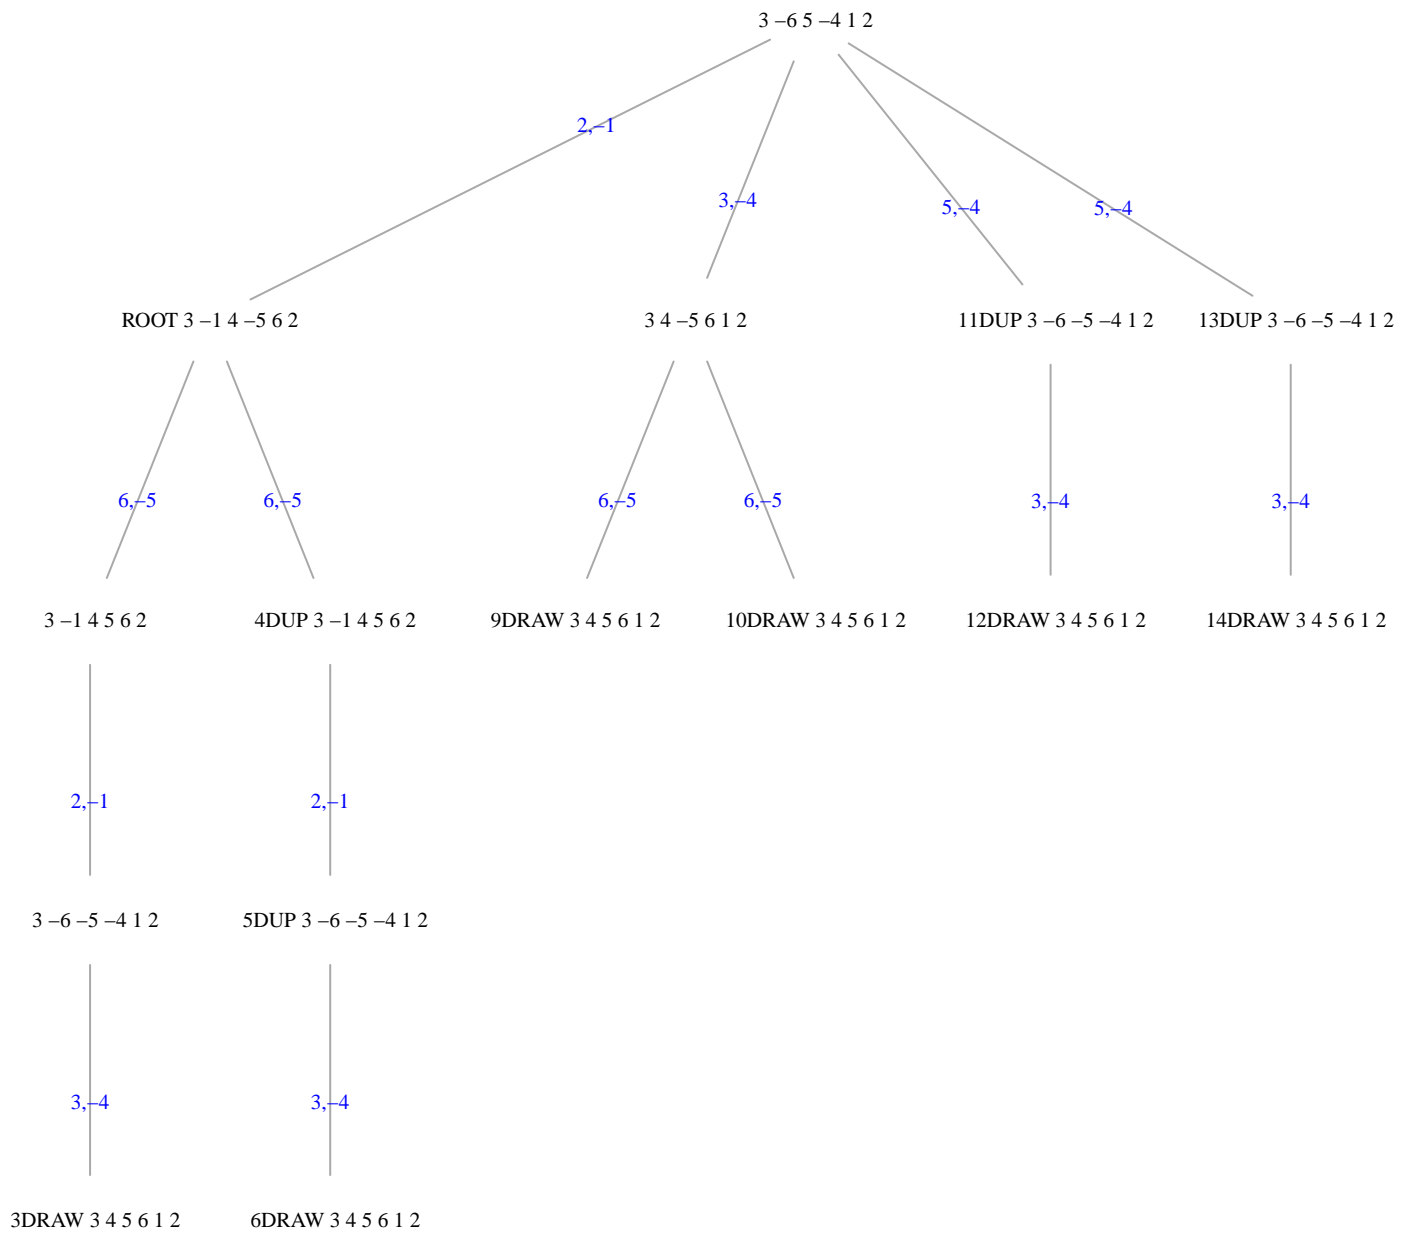 3 –6 5 –4 1 2
2,–1
3,–4
5,–4
5,–4
ROOT 3 –1 4 –5 6 2
3 4 –5 6 1 2
11DUP 3 –6 –5 –4 1 2
13DUP 3 –6 –5 –4 1 2
6,–5
6,–5
6,–5
6,–5
3,–4
3,–4
3 –1 4 5 6 2
4DUP 3 –1 4 5 6 2
9DRAW 3 4 5 6 1 2
10DRAW 3 4 5 6 1 2
12DRAW 3 4 5 6 1 2
14DRAW 3 4 5 6 1 2
2,–1
2,–1
3 –6 –5 –4 1 2
5DUP 3 –6 –5 –4 1 2
3,–4
3,–4
3DRAW 3 4 5 6 1 2
6DRAW 3 4 5 6 1 2